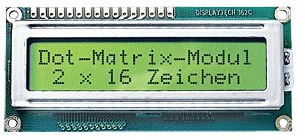 DISPLAYTECH 162C
Dot-Matrix-Modul
2 x 16 Zeichen